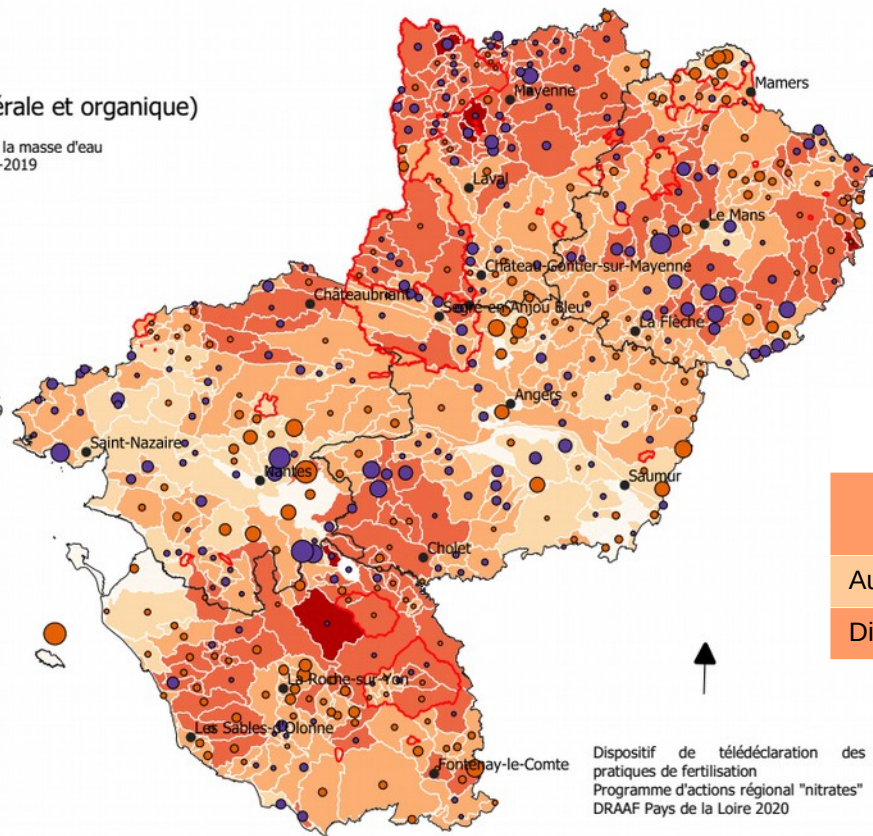 érale et organique)
la masse d'eau
-2019
Mayenne
Mamers
Laval
Le Mans
Château-Gontier-sur-Mayenne
Châteaubriant
Segré-en-Anjou Bleu
La Flèche
Angers
Saint-Nazaire
Nantes
Saumur
Cholet
Au
Di
La Roche-sur-Yon
Les Sables-d'Olonne
Fontenay-le-Comte
Dispositif de télédéclaration des
pratiques de fertilisation
Programme d'actions régional "nitrates"
DRAAF Pays de la Loire 2020